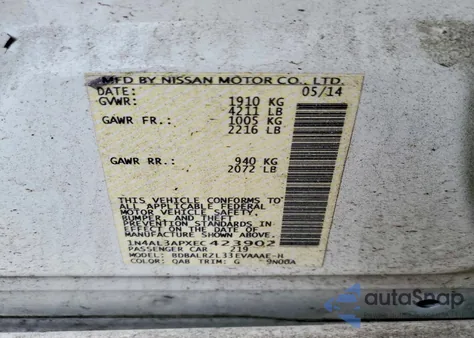 MFD BY NISSAN MOTOR CO., LTD.
DATE: 05/14
GVWR: 1910 KG
4211 LB
GAWR FR.: 1005 KG
2216 LB
GAWR RR.: 940 KG
2072 LB
THIS VEHICLE CONFORMS TO
ALL APPLICABLE FEDERAL
MOTOR VEHICLE SAFETY,
BUMPER, AND THEFT
PREVENTION STANDARDS IN
EFFECT ON THE DATE OF
MANUFACTURE SHOWN ABOVE.
1N4AL3APXEC423902
PASSENGER CAR 219
MODEL: BDBALRZL33EVAAAE-H
COLOR: QAB TRIM: G 9N00A
autoSnap